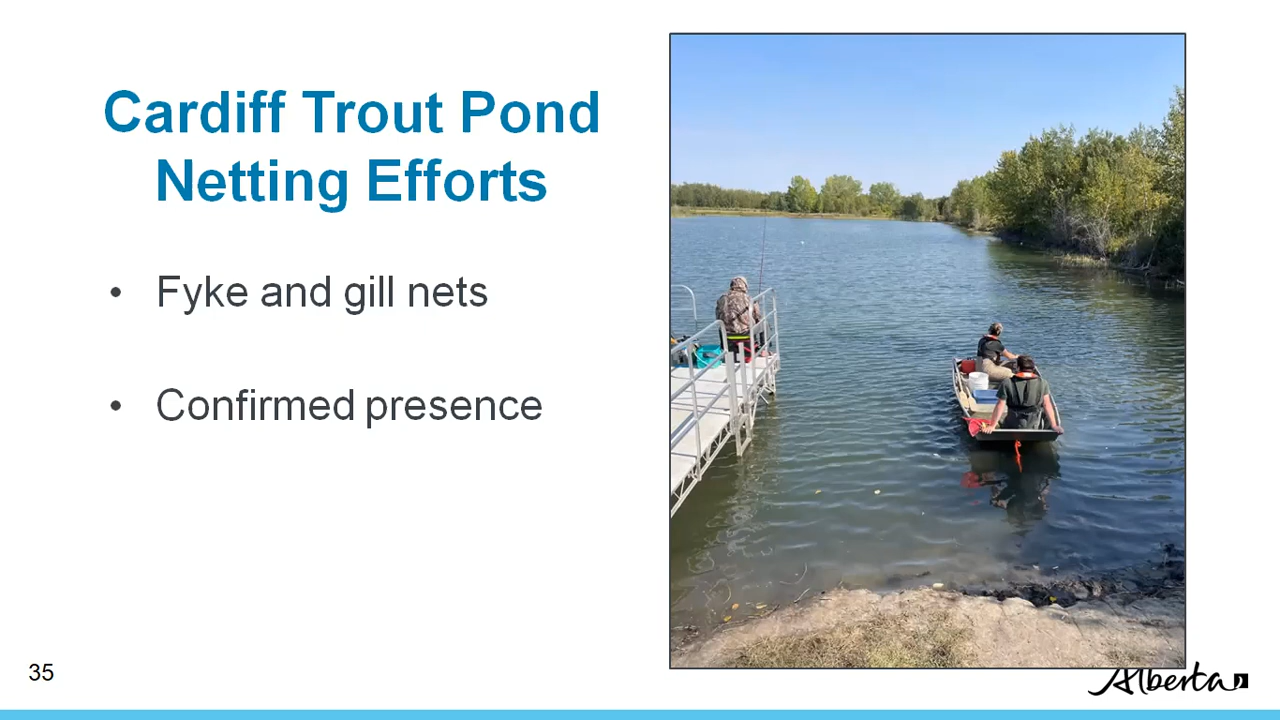 Cardiff Trout Pond
Netting Efforts
• Fyke and gill nets
• Confirmed presence
35
Alberta